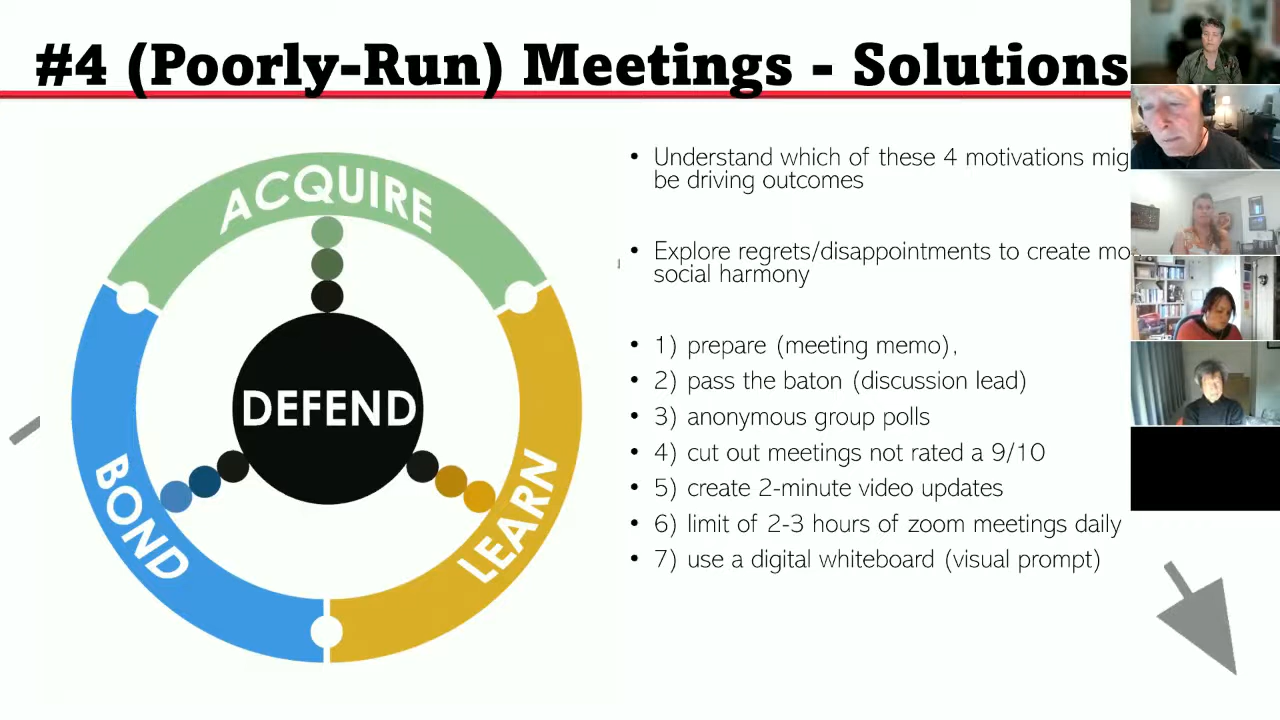 #4 (Poorly-Run) Meetings - Solutions
ACQUIRE
DEFEND
BOND
LEARN
• Understand which of these 4 motivations mig
be driving outcomes
• Explore regrets/disappointments to create mo
social harmony
• 1) prepare (meeting memo),
• 2) pass the baton (discussion lead)
• 3) anonymous group polls
• 4) cut out meetings not rated a 9/10
• 5) create 2-minute video updates
• 6) limit of 2-3 hours of zoom meetings daily
• 7) use a digital whiteboard (visual prompt)